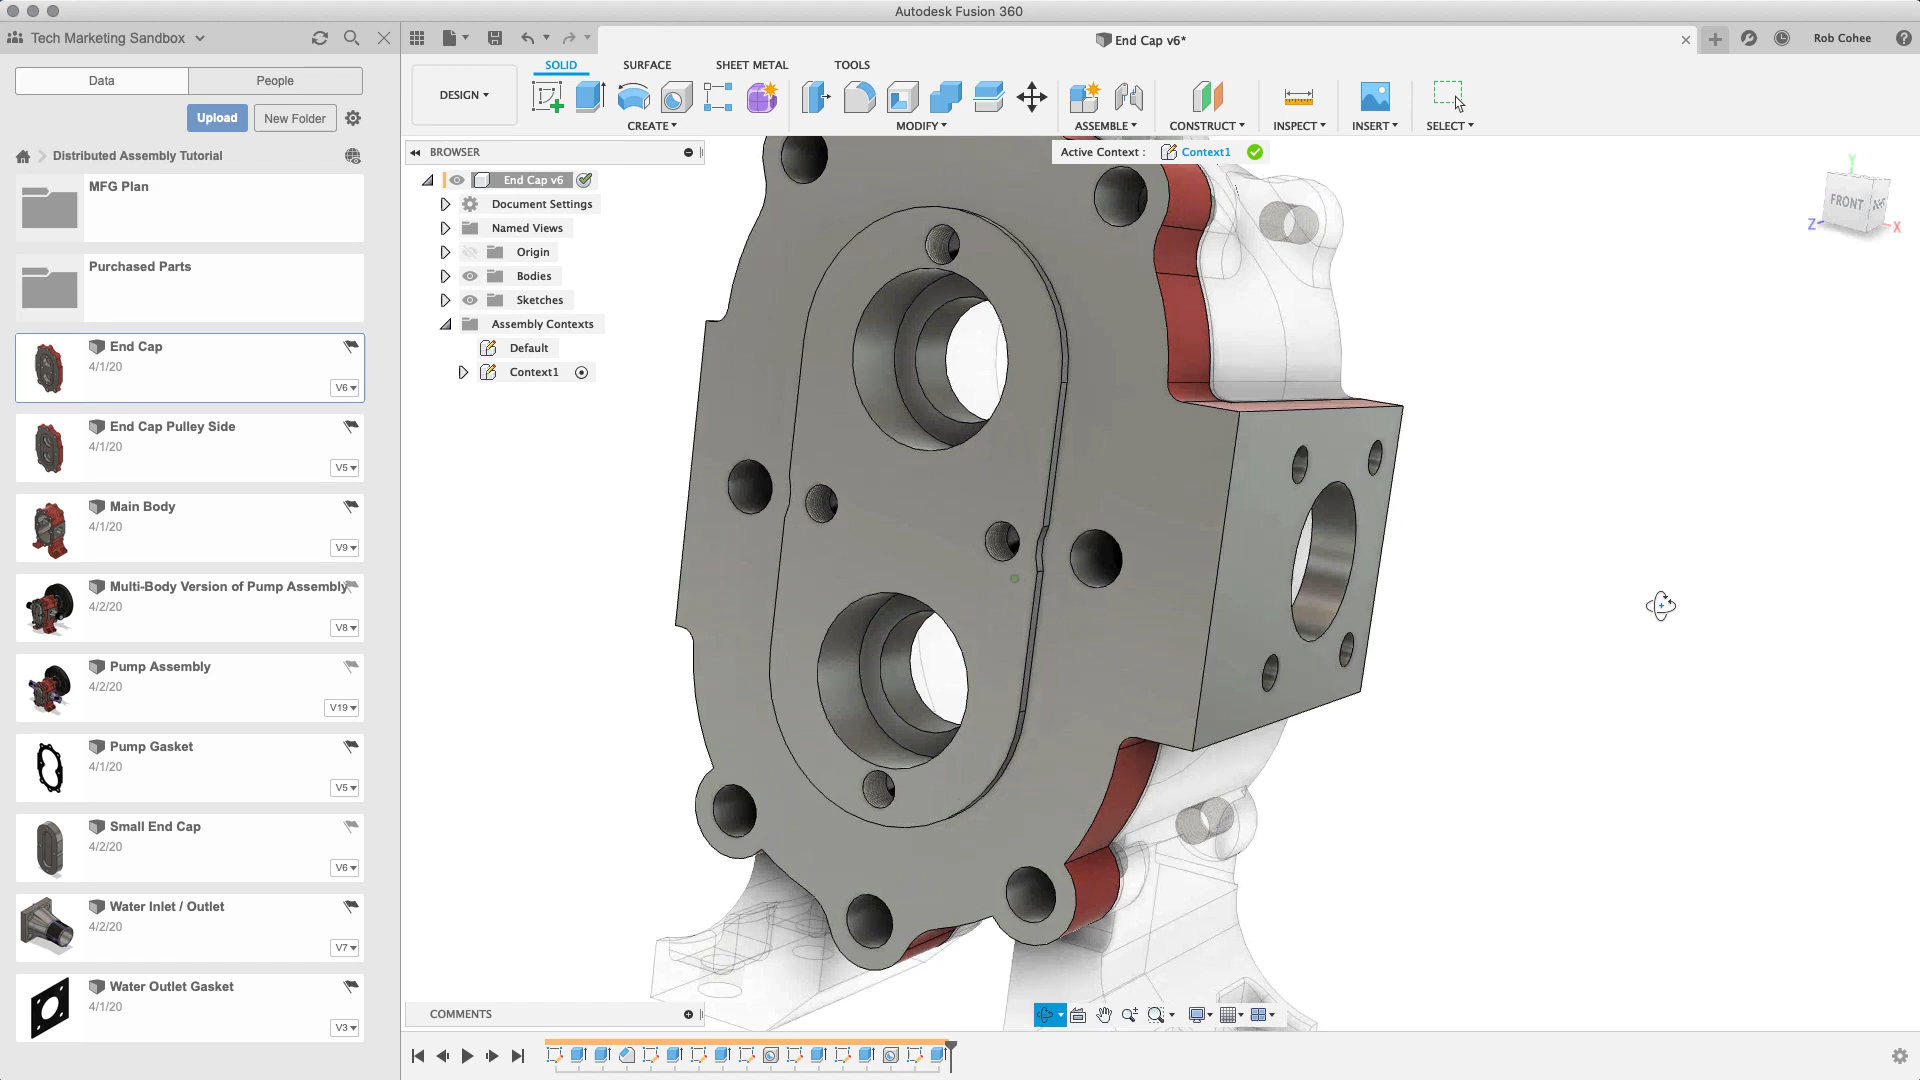 Autodesk Fusion 360
Tech Marketing Sandbox
End Cap v6*
Rob Cohee
Data
People
Upload
New Folder
Distributed Assembly Tutorial
MFG Plan
Purchased Parts
End Cap
4/1/20
V6
End Cap Pulley Side
4/1/20
V5
Main Body
4/1/20
V9
Multi-Body Version of Pump Assembly
4/2/20
V8
Pump Assembly
4/2/20
V19
Pump Gasket
4/1/20
V5
Small End Cap
4/2/20
V6
Water Inlet / Outlet
4/2/20
V7
Water Outlet Gasket
4/1/20
V3
DESIGN
SOLID
SURFACE
SHEET METAL
TOOLS
CREATE
MODIFY
ASSEMBLE
CONSTRUCT
INSPECT
INSERT
SELECT
BROWSER
End Cap v6
Document Settings
Named Views
Origin
Bodies
Sketches
Assembly Contexts
Default
Context1
Active Context :
Context1
Y
FRONT
Z
X
COMMENTS